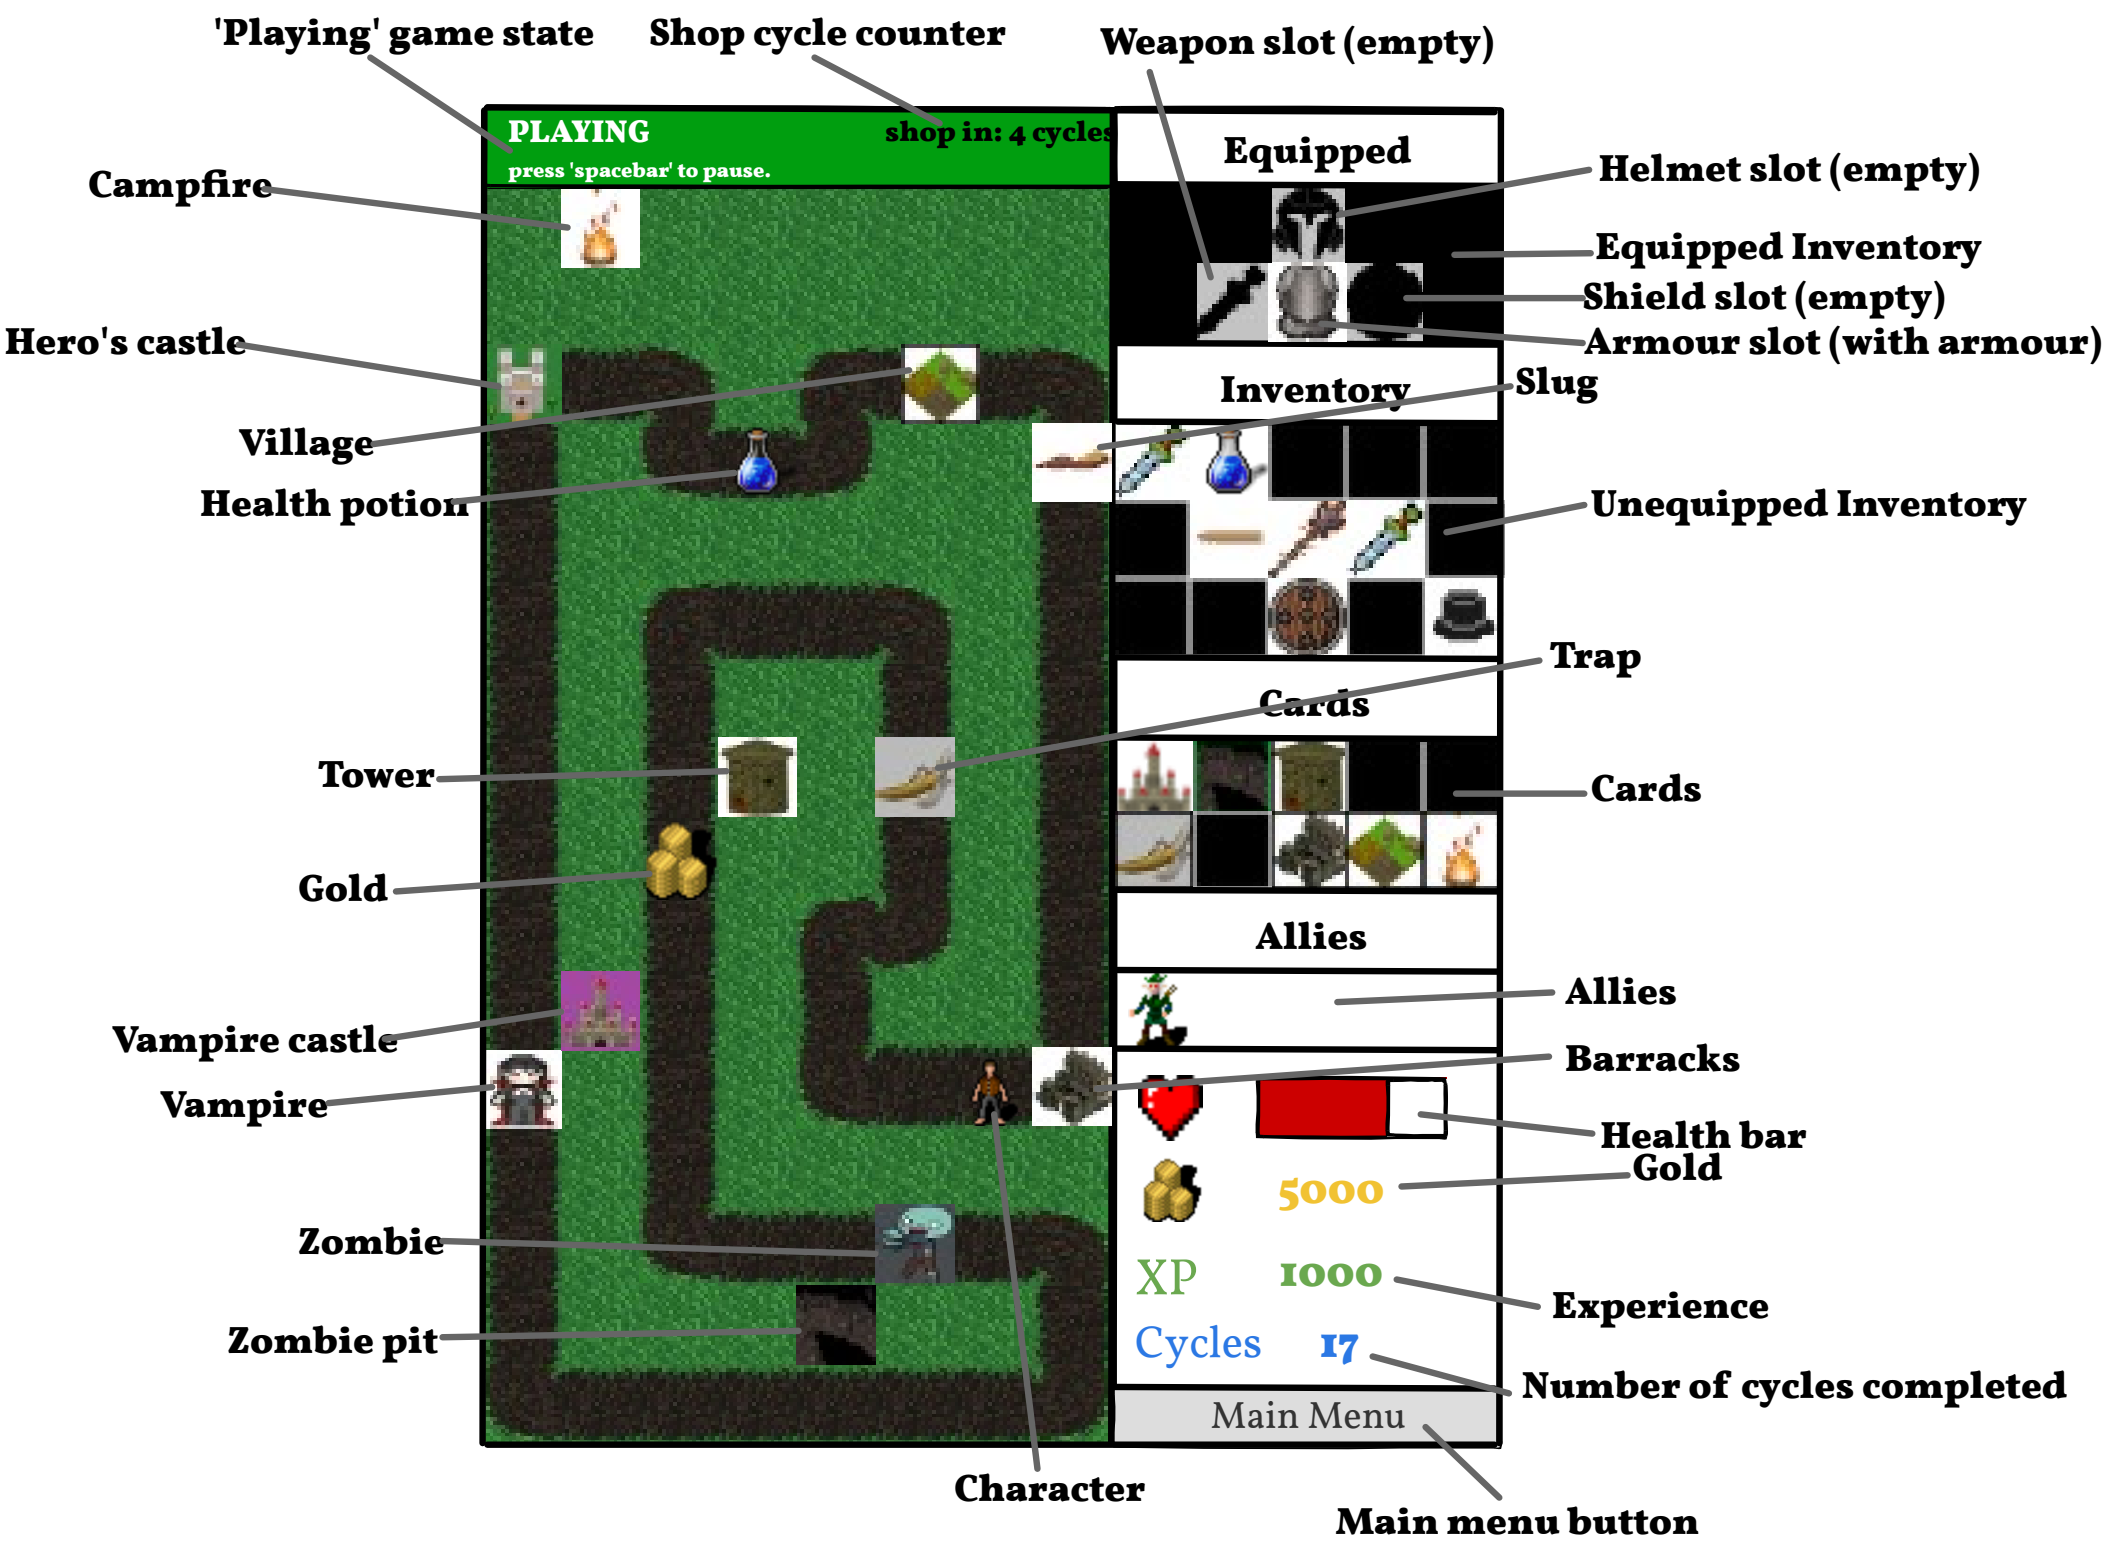 'Playing' game state
Shop cycle counter
Weapon slot (empty)
PLAYING
shop in: 4 cycles
press 'spacebar' to pause.
Equipped
Helmet slot (empty)
Campfire
Equipped Inventory
Shield slot (empty)
Hero's castle
Armour slot (with armour)
Inventory
Slug
Village
Health potion
Unequipped Inventory
Trap
Cards
Tower
Cards
Gold
Allies
Allies
Vampire castle
Barracks
Vampire
Health bar
Gold
5000
Zombie
XP 1000
Experience
Zombie pit
Cycles 17
Number of cycles completed
Main Menu
Character
Main menu button